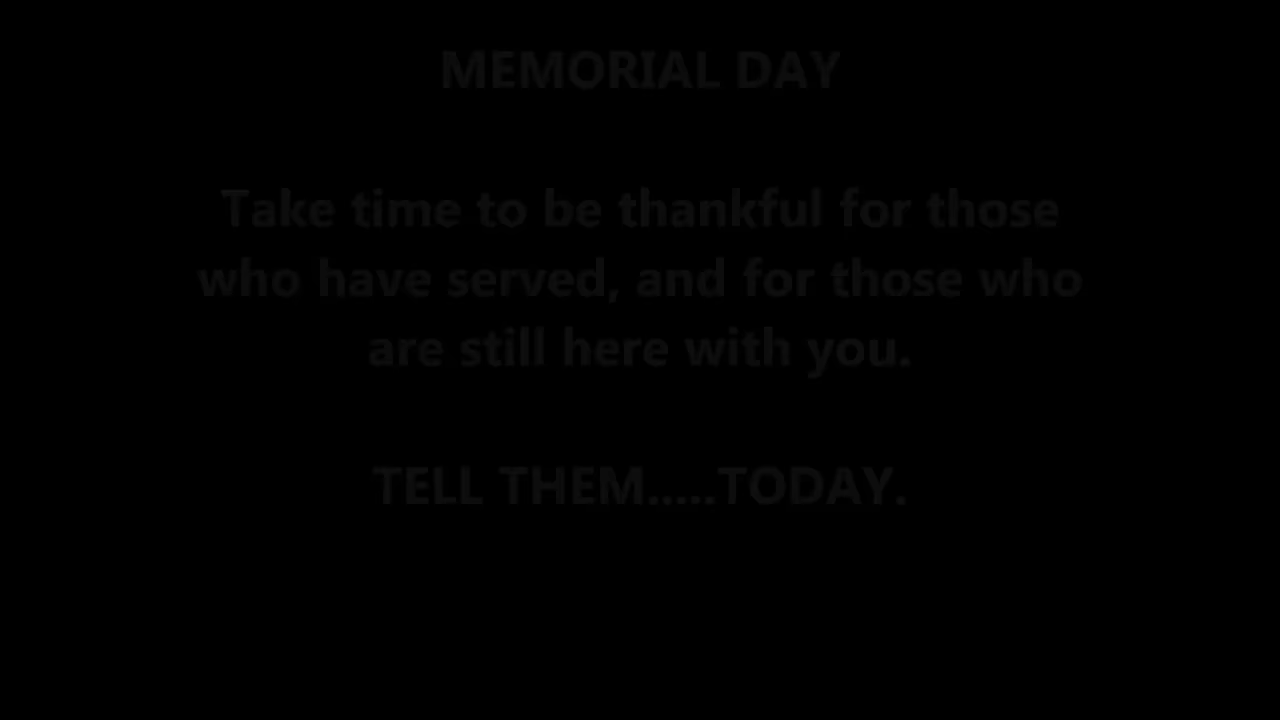 MEMORIAL DAY
Take time to be thankful for those
who have served, and for those who
are still here with you.
TELL THEM.....TODAY.